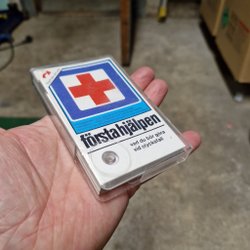 första hjälpen
vad du bör göra
vid olycksfall